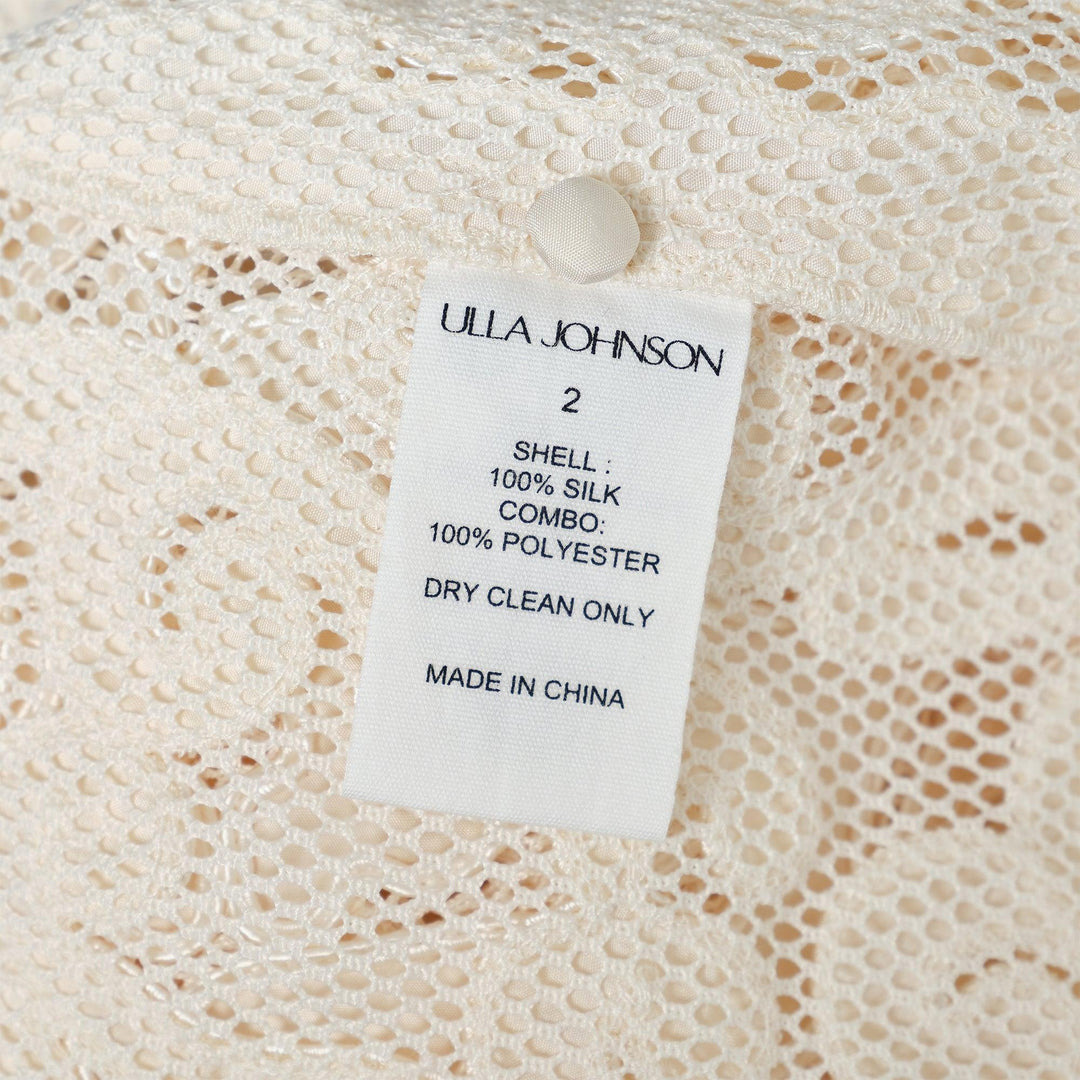 ULLA JOHNSON
2
SHELL :
100% SILK
COMBO:
100% POLYESTER
DRY CLEAN ONLY
MADE IN CHINA